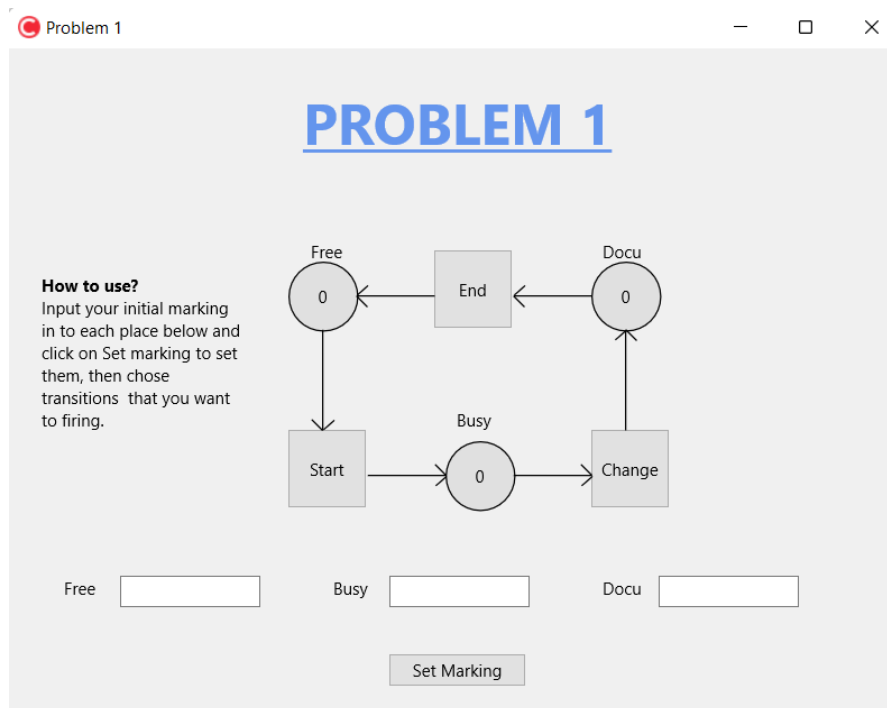 Problem 1
PROBLEM 1
How to use?
Input your initial marking
in to each place below and
click on Set marking to set
them, then chose
transitions  that you want
to firing.
Free
Docu
0
End
0
Busy
Start
0
Change
Free
Busy
Docu
Set Marking